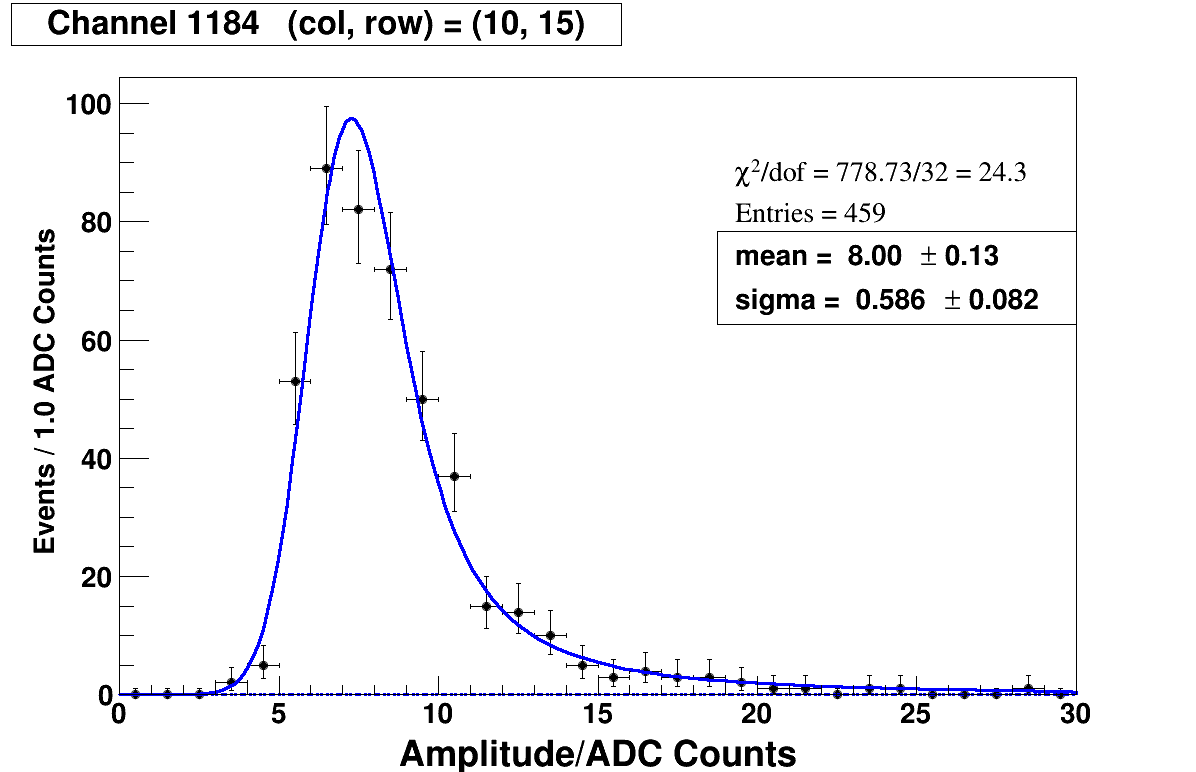 Channel 1184 (col, row) = (10, 15)
Events / 1.0 ADC Counts
100
80
60
40
20
0
χ²/dof = 778.73/32 = 24.3
Entries = 459
mean = 8.00 ± 0.13
sigma = 0.586 ± 0.082
0 5 10 15 20 25 30
Amplitude/ADC Counts